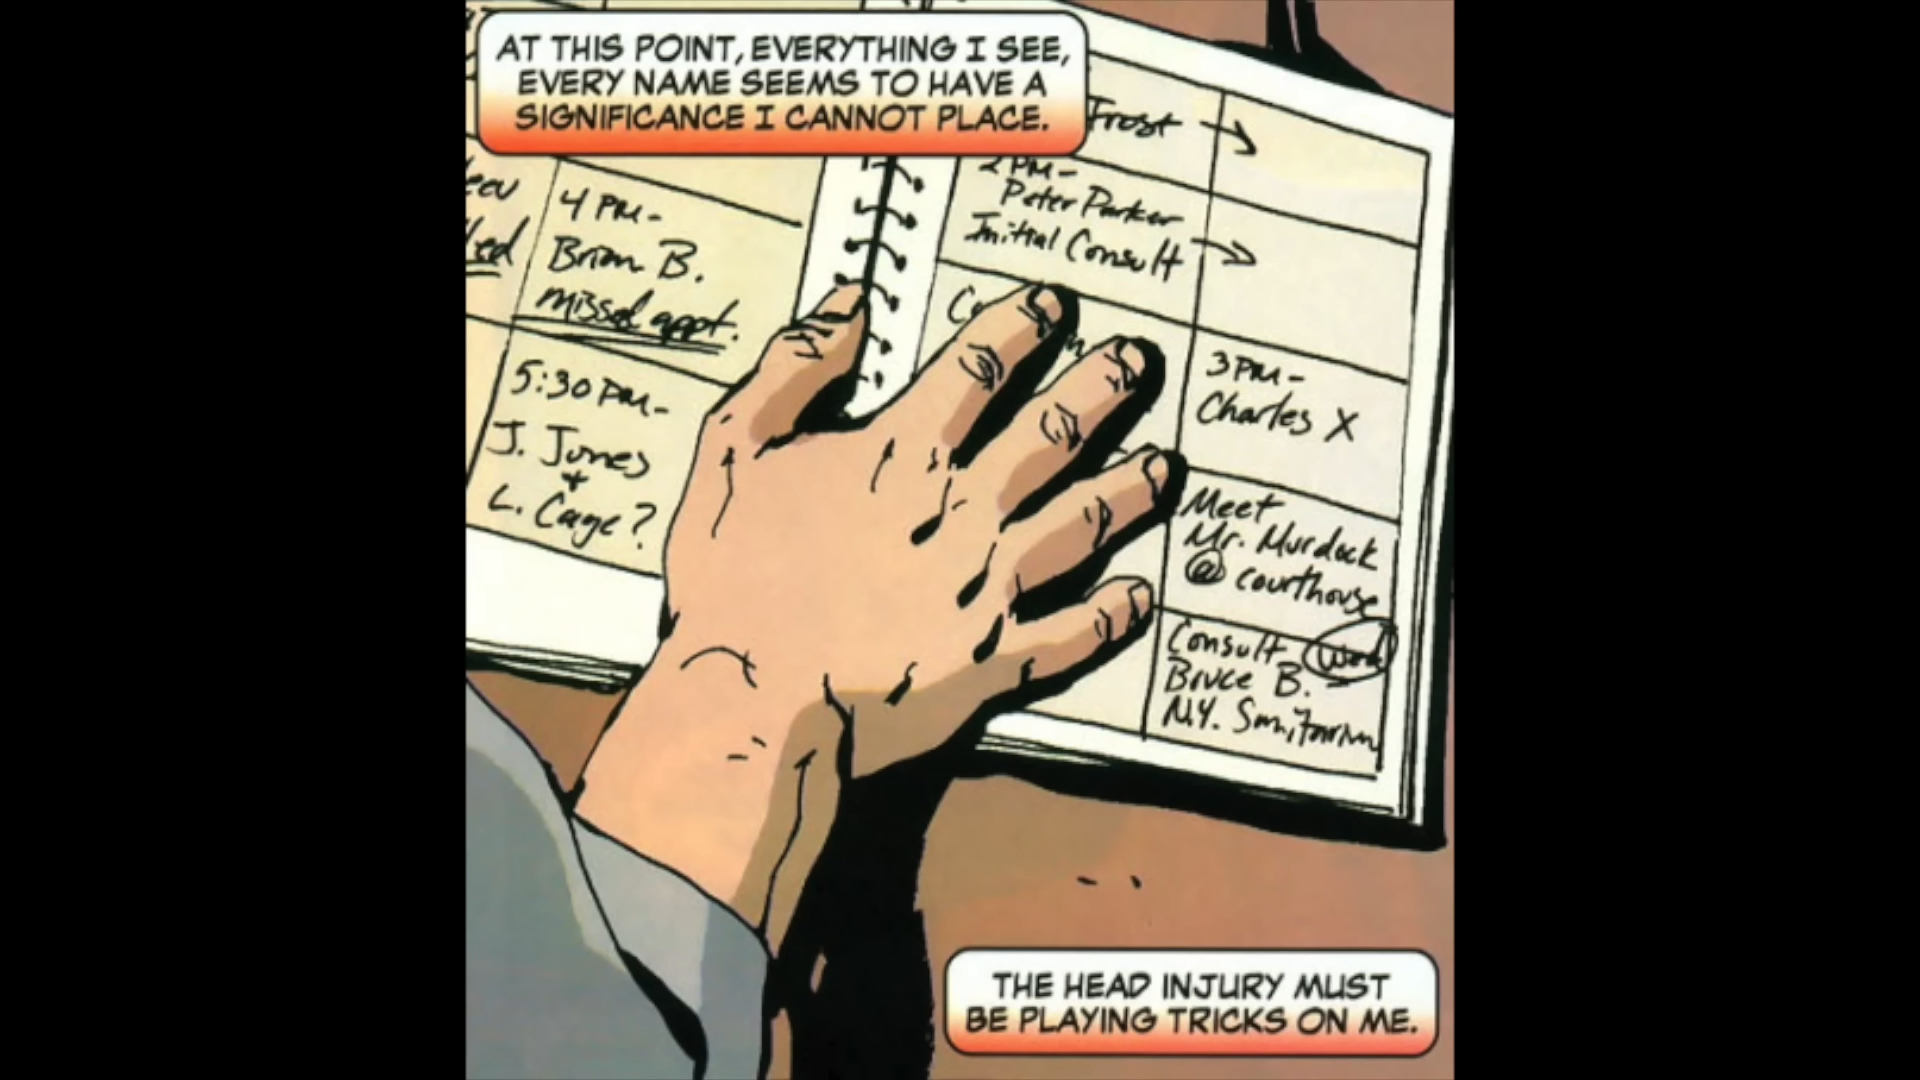 AT THIS POINT, EVERYTHING I SEE,
EVERY NAME SEEMS TO HAVE A
SIGNIFICANCE I CANNOT PLACE.
4 PM-
Brian B.
missed appt.
5:30 PM-
J. Jones
+
L. Cage?
Frost
2 PM-
Peter Parker
Initial Consult
3 PM-
Charles X
Meet
Mr. Murdock
@ courthouse
Consult
Bruce B.
N.Y. Sanitarium
THE HEAD INJURY MUST
BE PLAYING TRICKS ON ME.